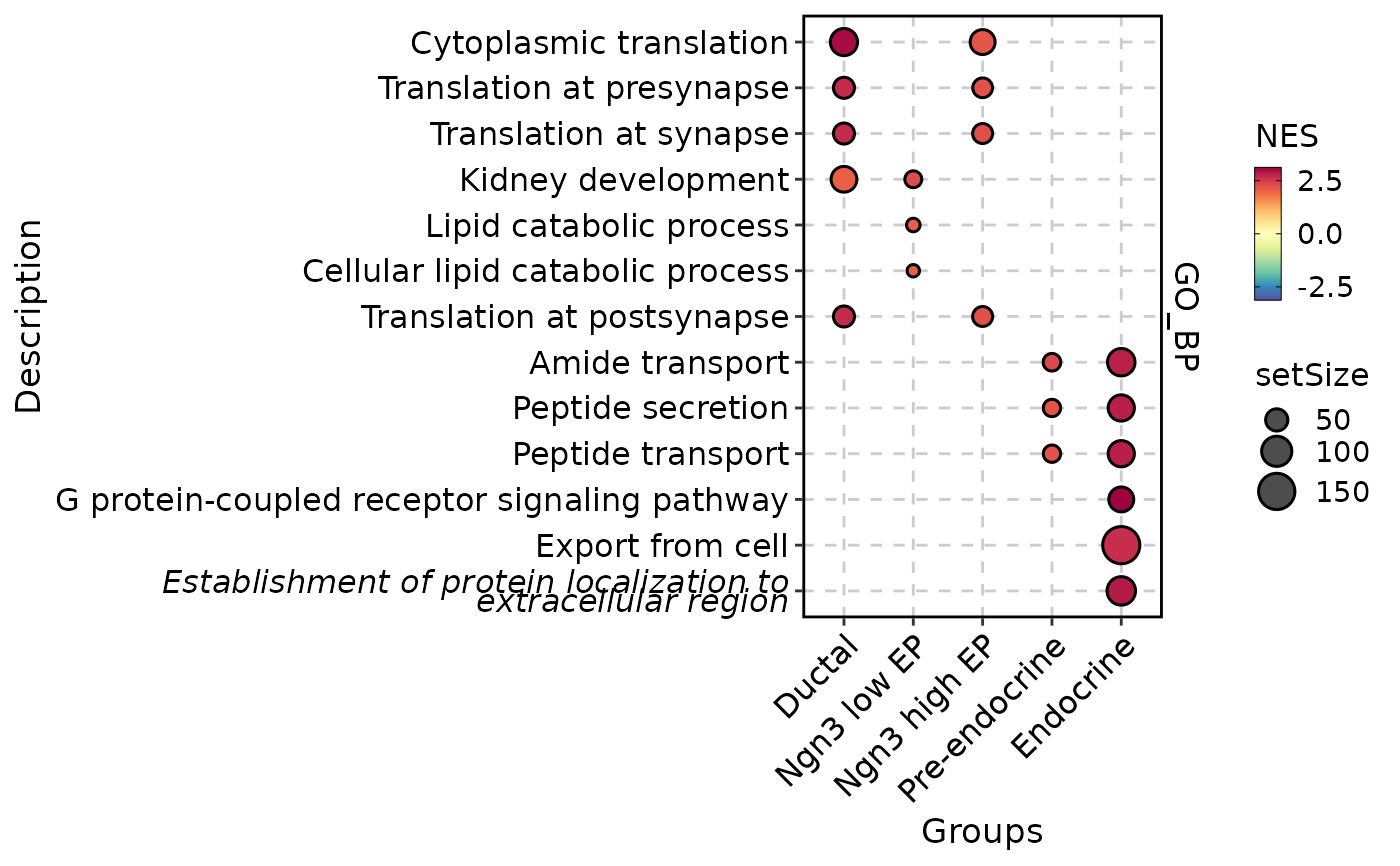 Cytoplasmic translation
Translation at presynapse
Translation at synapse
Kidney development
Lipid catabolic process
Cellular lipid catabolic process
Translation at postsynapse
Amide transport
Peptide secretion
Peptide transport
G protein-coupled receptor signaling pathway
Export from cell
Establishment of protein localization to
extracellular region
Description
Ductal
Ngn3 low EP
Ngn3 high EP
Pre-endocrine
Endocrine
Groups
GO_BP
NES
2.5
0.0
-2.5
setSize
50
100
150